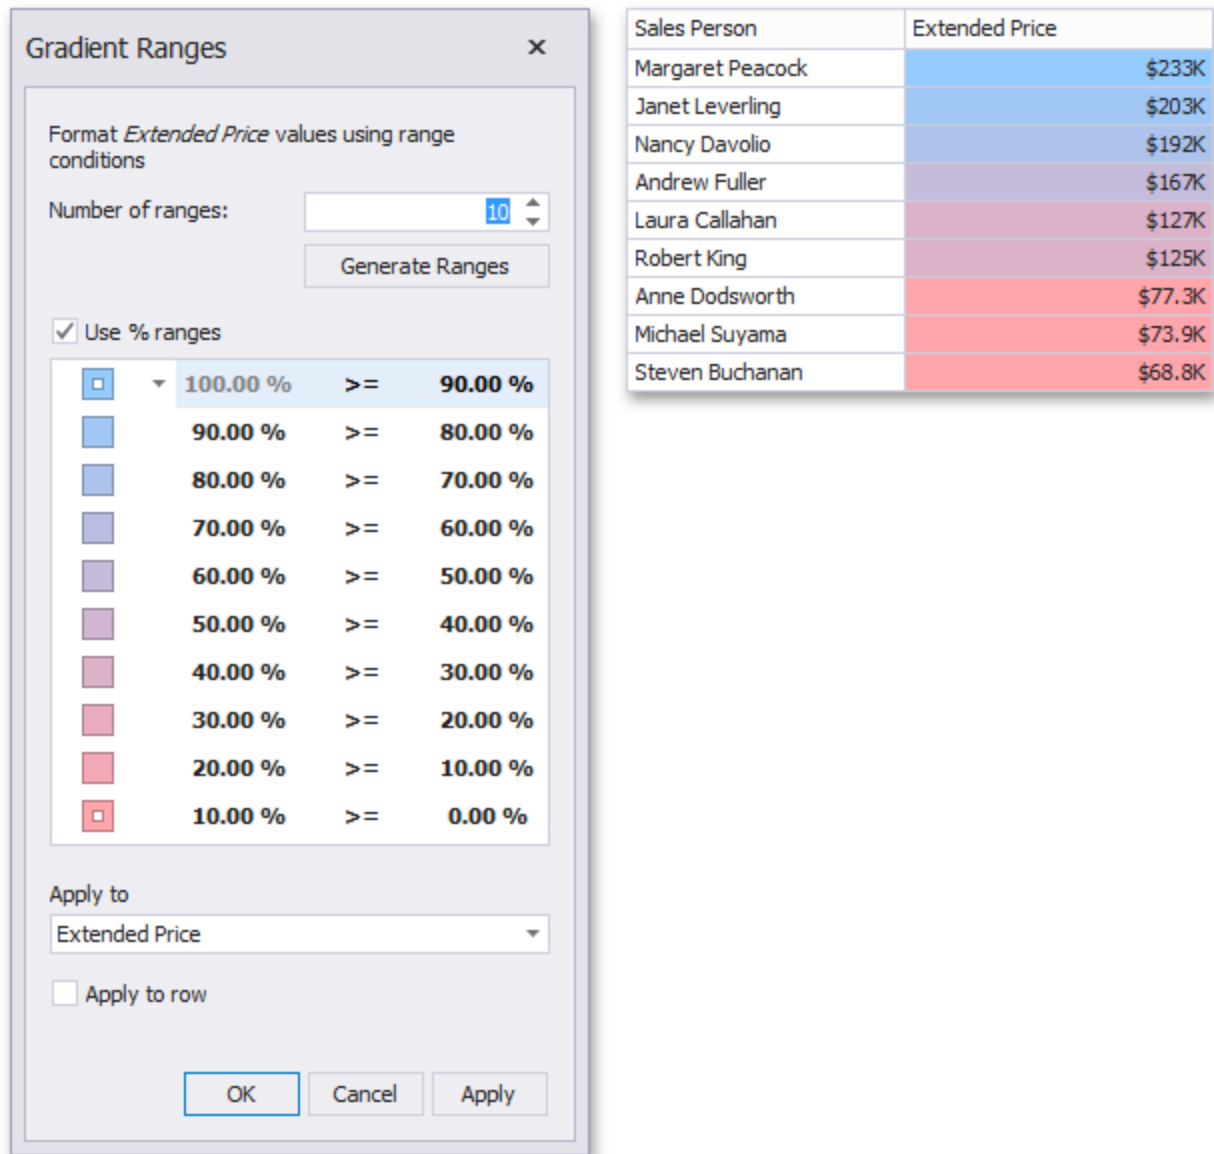 Gradient Ranges
Format Extended Price values using range
conditions
Number of ranges: 10
Generate Ranges
Use % ranges
100.00 % >= 90.00 %
90.00 % >= 80.00 %
80.00 % >= 70.00 %
70.00 % >= 60.00 %
60.00 % >= 50.00 %
50.00 % >= 40.00 %
40.00 % >= 30.00 %
30.00 % >= 20.00 %
20.00 % >= 10.00 %
10.00 % >= 0.00 %
Apply to
Extended Price
Apply to row
OK Cancel Apply
Sales Person Extended Price
Margaret Peacock $233K
Janet Leverling $203K
Nancy Davolio $192K
Andrew Fuller $167K
Laura Callahan $127K
Robert King $125K
Anne Dodsworth $77.3K
Michael Suyama $73.9K
Steven Buchanan $68.8K